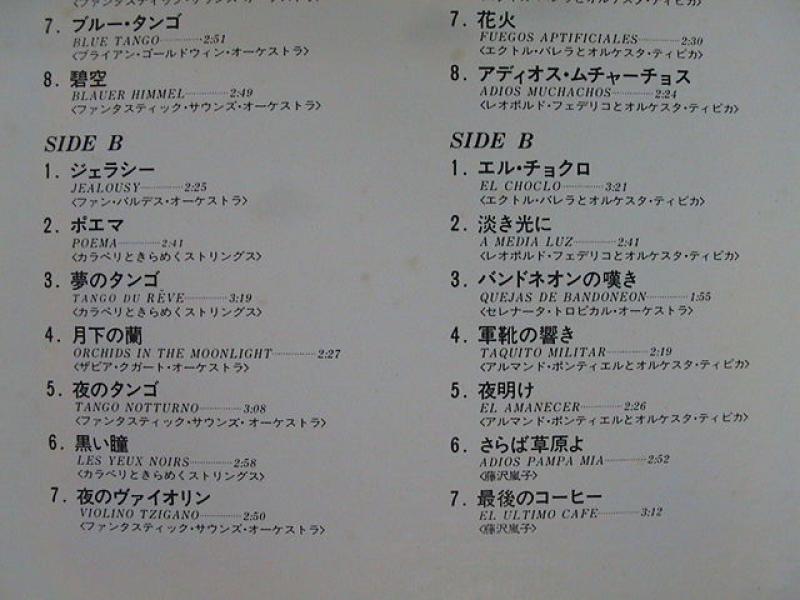 〈ファンタスティック・サウンズ・オーケストラ〉
7. ブルー・タンゴ
BLUE TANGO············2:51
〈ブライアン・ゴールドウィン・オーケストラ〉
8. 碧空
BLAUER HIMMEL············2:49
〈ファンタスティック・サウンズ・オーケストラ〉
SIDE B
1. ジェラシー
JEALOUSY············2:25
〈ファン・バルデス・オーケストラ〉
2. ポエマ
POEMA············2:41
〈カラベリときらめくストリングス〉
3. 夢のタンゴ
TANGO DU RÊVE············3:19
〈カラベリときらめくストリングス〉
4. 月下の蘭
ORCHIDS IN THE MOONLIGHT············2:27
〈ザビア・クガート・オーケストラ〉
5. 夜のタンゴ
TANGO NOTTURNO············3:08
〈ファンタスティック・サウンズ・オーケストラ〉
6. 黒い瞳
LES YEUX NOIRS············2:58
〈カラベリときらめくストリングス〉
7. 夜のヴァイオリン
VIOLINO TZIGANO············2:50
〈ファンタスティック・サウンズ・オーケストラ〉
7. 花火
FUEGOS APTIFICIALES············2:30
〈エクトル・バレラとオルケスタ・ティピカ〉
8. アディオス・ムチャーチョス
ADIOS MUCHACHOS············2:24
〈レオポルド・フェデリコとオルケスタ・ティピカ〉
SIDE B
1. エル・チョクロ
EL CHOCLO············3:21
〈エクトル・バレラとオルケスタ・ティピカ〉
2. 淡き光に
A MEDIA LUZ············2:41
〈レオポルド・フェデリコとオルケスタ・ティピカ〉
3. バンドネオンの嘆き
QUEJAS DE BANDONEON············1:55
〈セレナータ・トロピカル・オーケストラ〉
4. 軍靴の響き
TAQUITO MILITAR············2:19
〈アルマンド・ポンティエルとオルケスタ・ティピカ〉
5. 夜明け
EL AMANECER············2:26
〈アルマンド・ポンティエルとオルケスタ・ティピカ〉
6. さらば草原よ
ADIOS PAMPA MIA············2:52
〈藤沢嵐子〉
7. 最後のコーヒー
EL ULTIMO CAFE············3:12
〈藤沢嵐子〉